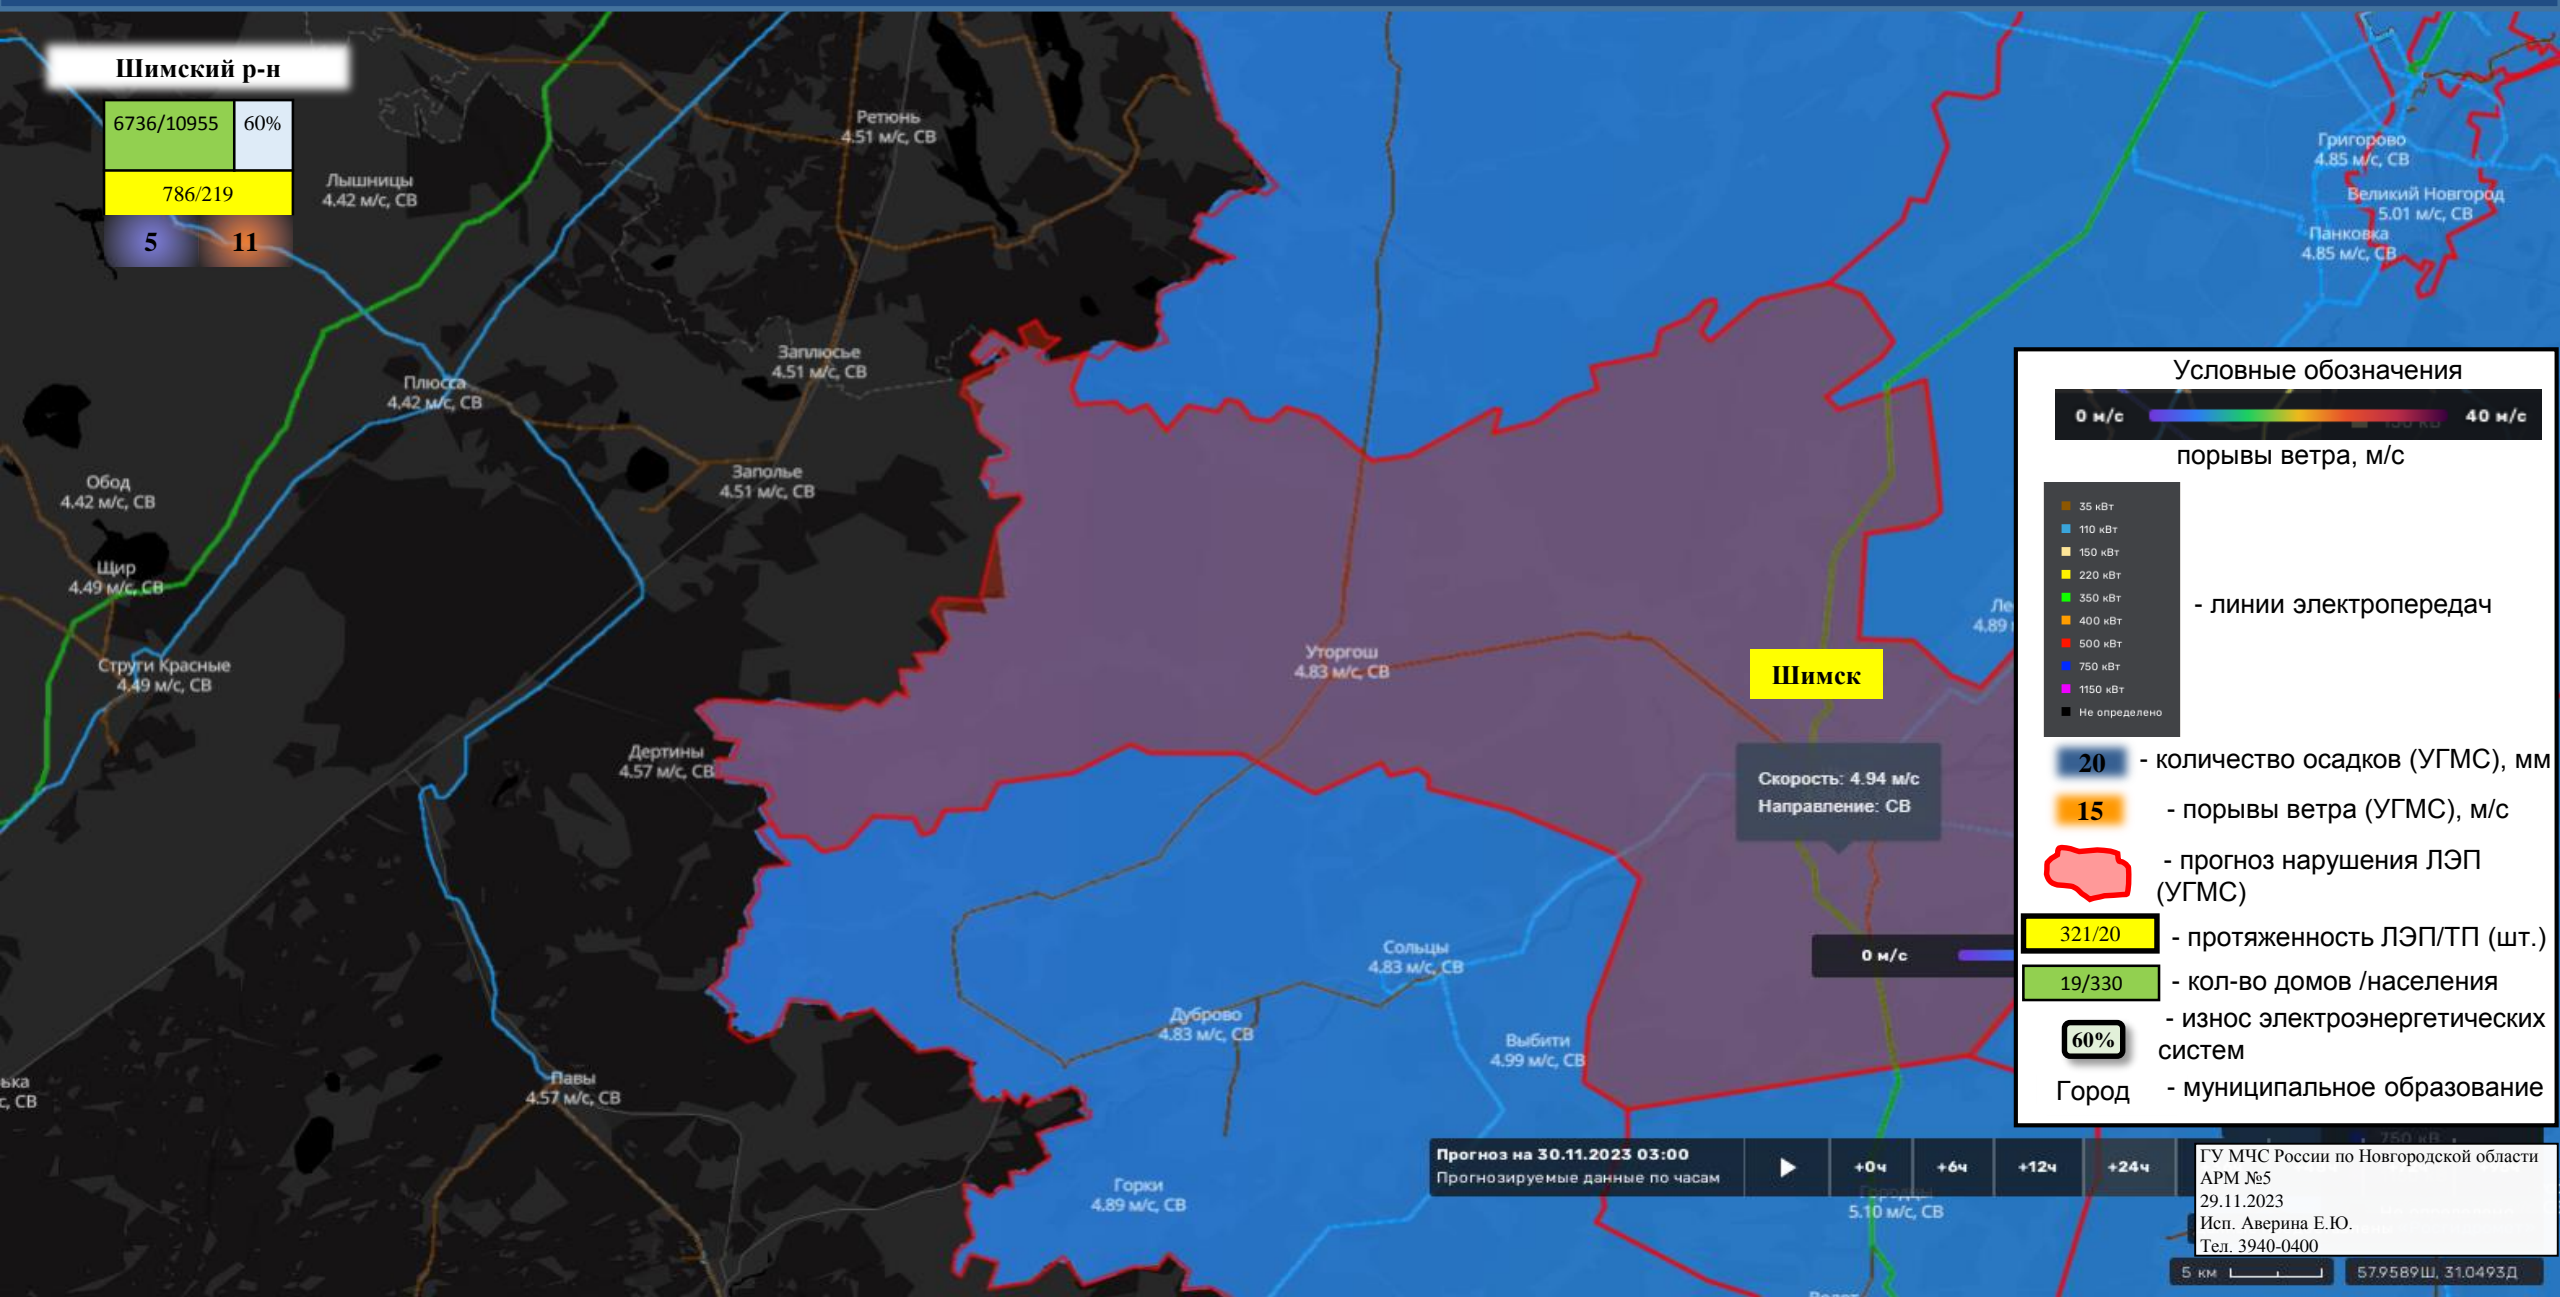 Шимский р-н
6736/10955 60%
786/219
5 11
Лышницы
4.42 м/с, СВ
Ретюнь
4.51 м/с, СВ
Заплюсье
4.51 м/с, СВ
Плюсса
4.42 м/с, СВ
Заполье
4.51 м/с, СВ
Обод
4.42 м/с, СВ
Щир
4.49 м/с, СВ
Струги Красные
4.49 м/с, СВ
Дертины
4.57 м/с, СВ
Павы
4.57 м/с, СВ
Григорово
4.85 м/с, СВ
Великий Новгород
5.01 м/с, СВ
Панковка
4.85 м/с, СВ
Уторгош
4.83 м/с, СВ
Шимск
4.89
Скорость: 4.94 м/с
Направление: СВ
0 м/с
Сольцы
4.83 м/с, СВ
Дуброво
4.83 м/с, СВ
Выбити
4.99 м/с, СВ
Горки
4.89 м/с, СВ
5.10 м/с, СВ
Условные обозначения
0 м/с 40 м/с
порывы ветра, м/с
35 кВт
110 кВт
150 кВт
220 кВт
350 кВт
400 кВт
500 кВт
750 кВт
1150 кВт
Не определено
- линии электропередач
20 - количество осадков (УГМС), мм
15 - порывы ветра (УГМС), м/с
- прогноз нарушения ЛЭП
(УГМС)
321/20 - протяженность ЛЭП/ТП (шт.)
19/330 - кол-во домов /населения
60% - износ электроэнергетических
систем
Город - муниципальное образование
Прогноз на 30.11.2023 03:00
Прогнозируемые данные по часам
+0ч +6ч +12ч +24ч
ГУ МЧС России по Новгородской области
АРМ №5
29.11.2023
Исп. Аверина Е.Ю.
Тел. 3940-0400
5 км
57.9589Ш, 31.0493Д